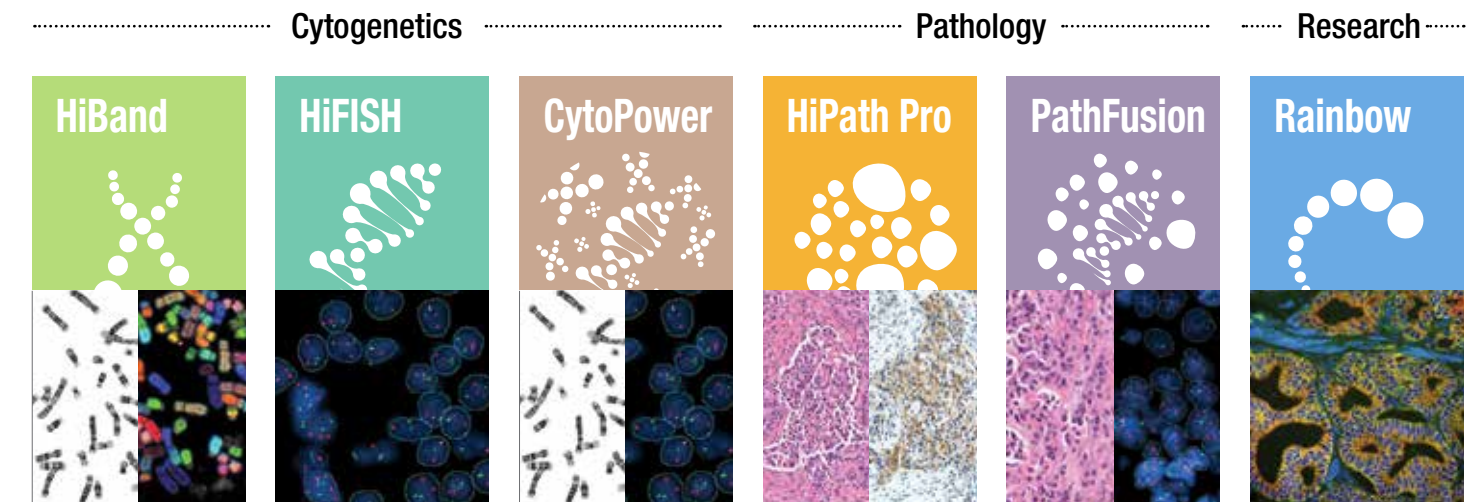 Cytogenetics
Pathology
Research
HiBand
HiFISH
CytoPower
HiPath Pro
PathFusion
Rainbow